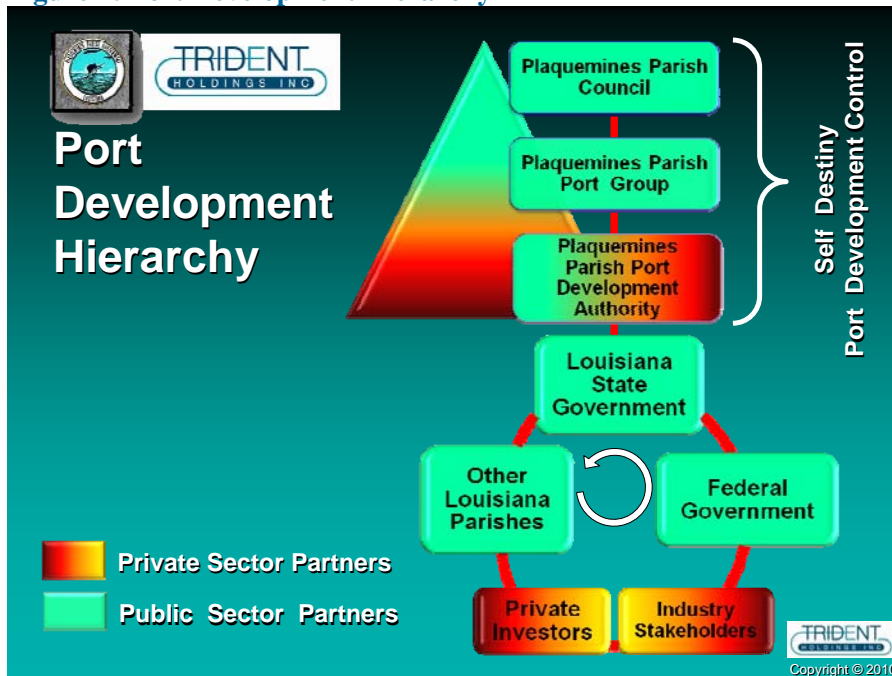 TRIDENT
HOLDINGS INC
Port
Development
Hierarchy
Plaquemines Parish
Council
Plaquemines Parish
Port Group
Plaquemines
Parish Port
Development
Authority
Self Destiny
Port Development Control
Louisiana
State
Government
Other
Louisiana
Parishes
Federal
Government
Private Sector Partners
Public Sector Partners
Private
Investors
Industry
Stakeholders
TRIDENT
HOLDINGS INC
Copyright © 2010